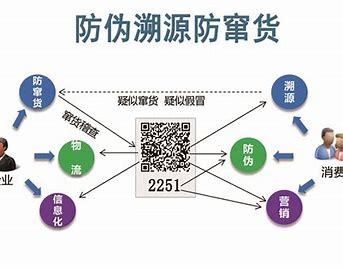 防伪溯源防窜货
防窜货
溯源
疑似窜货 疑似假冒
窜货稽查
物流
防伪
2251
业
消费
信息化
营销